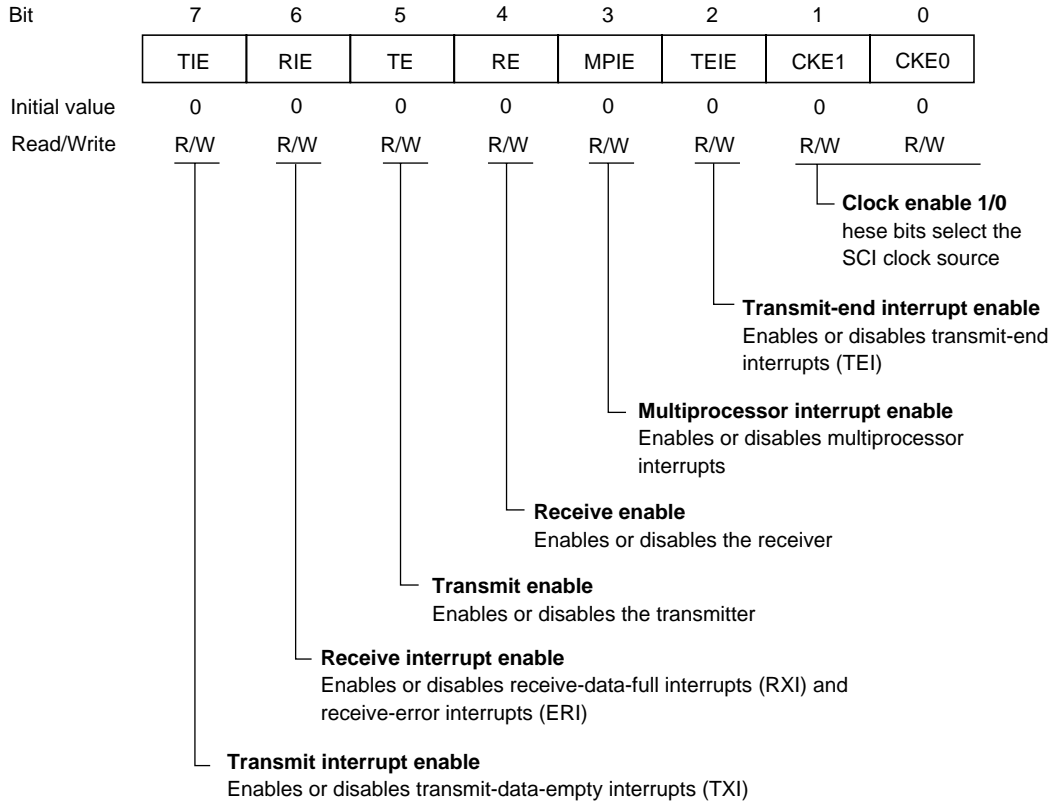 Bit 7 6 5 4 3 2 1 0
TIE RIE TE RE MPIE TEIE CKE1 CKE0
Initial value 0 0 0 0 0 0 0 0
Read/Write R/W R/W R/W R/W R/W R/W R/W R/W
Clock enable 1/0
hese bits select the
SCI clock source
Transmit-end interrupt enable
Enables or disables transmit-end
interrupts (TEI)
Multiprocessor interrupt enable
Enables or disables multiprocessor
interrupts
Receive enable
Enables or disables the receiver
Transmit enable
Enables or disables the transmitter
Receive interrupt enable
Enables or disables receive-data-full interrupts (RXI) and
receive-error interrupts (ERI)
Transmit interrupt enable
Enables or disables transmit-data-empty interrupts (TXI)